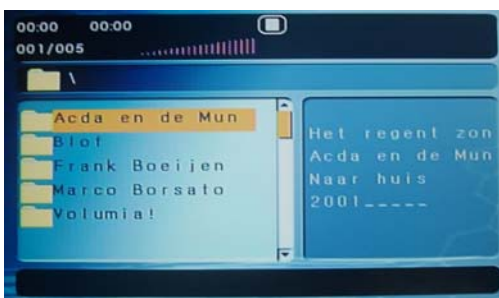 00:00 00:00
001/005
\
Acda en de Mun
Blof
Frank Boeijen
Marco Borsato
Volumia!
Het regent zon
Acda en de Mun
Naar huis
2001_____